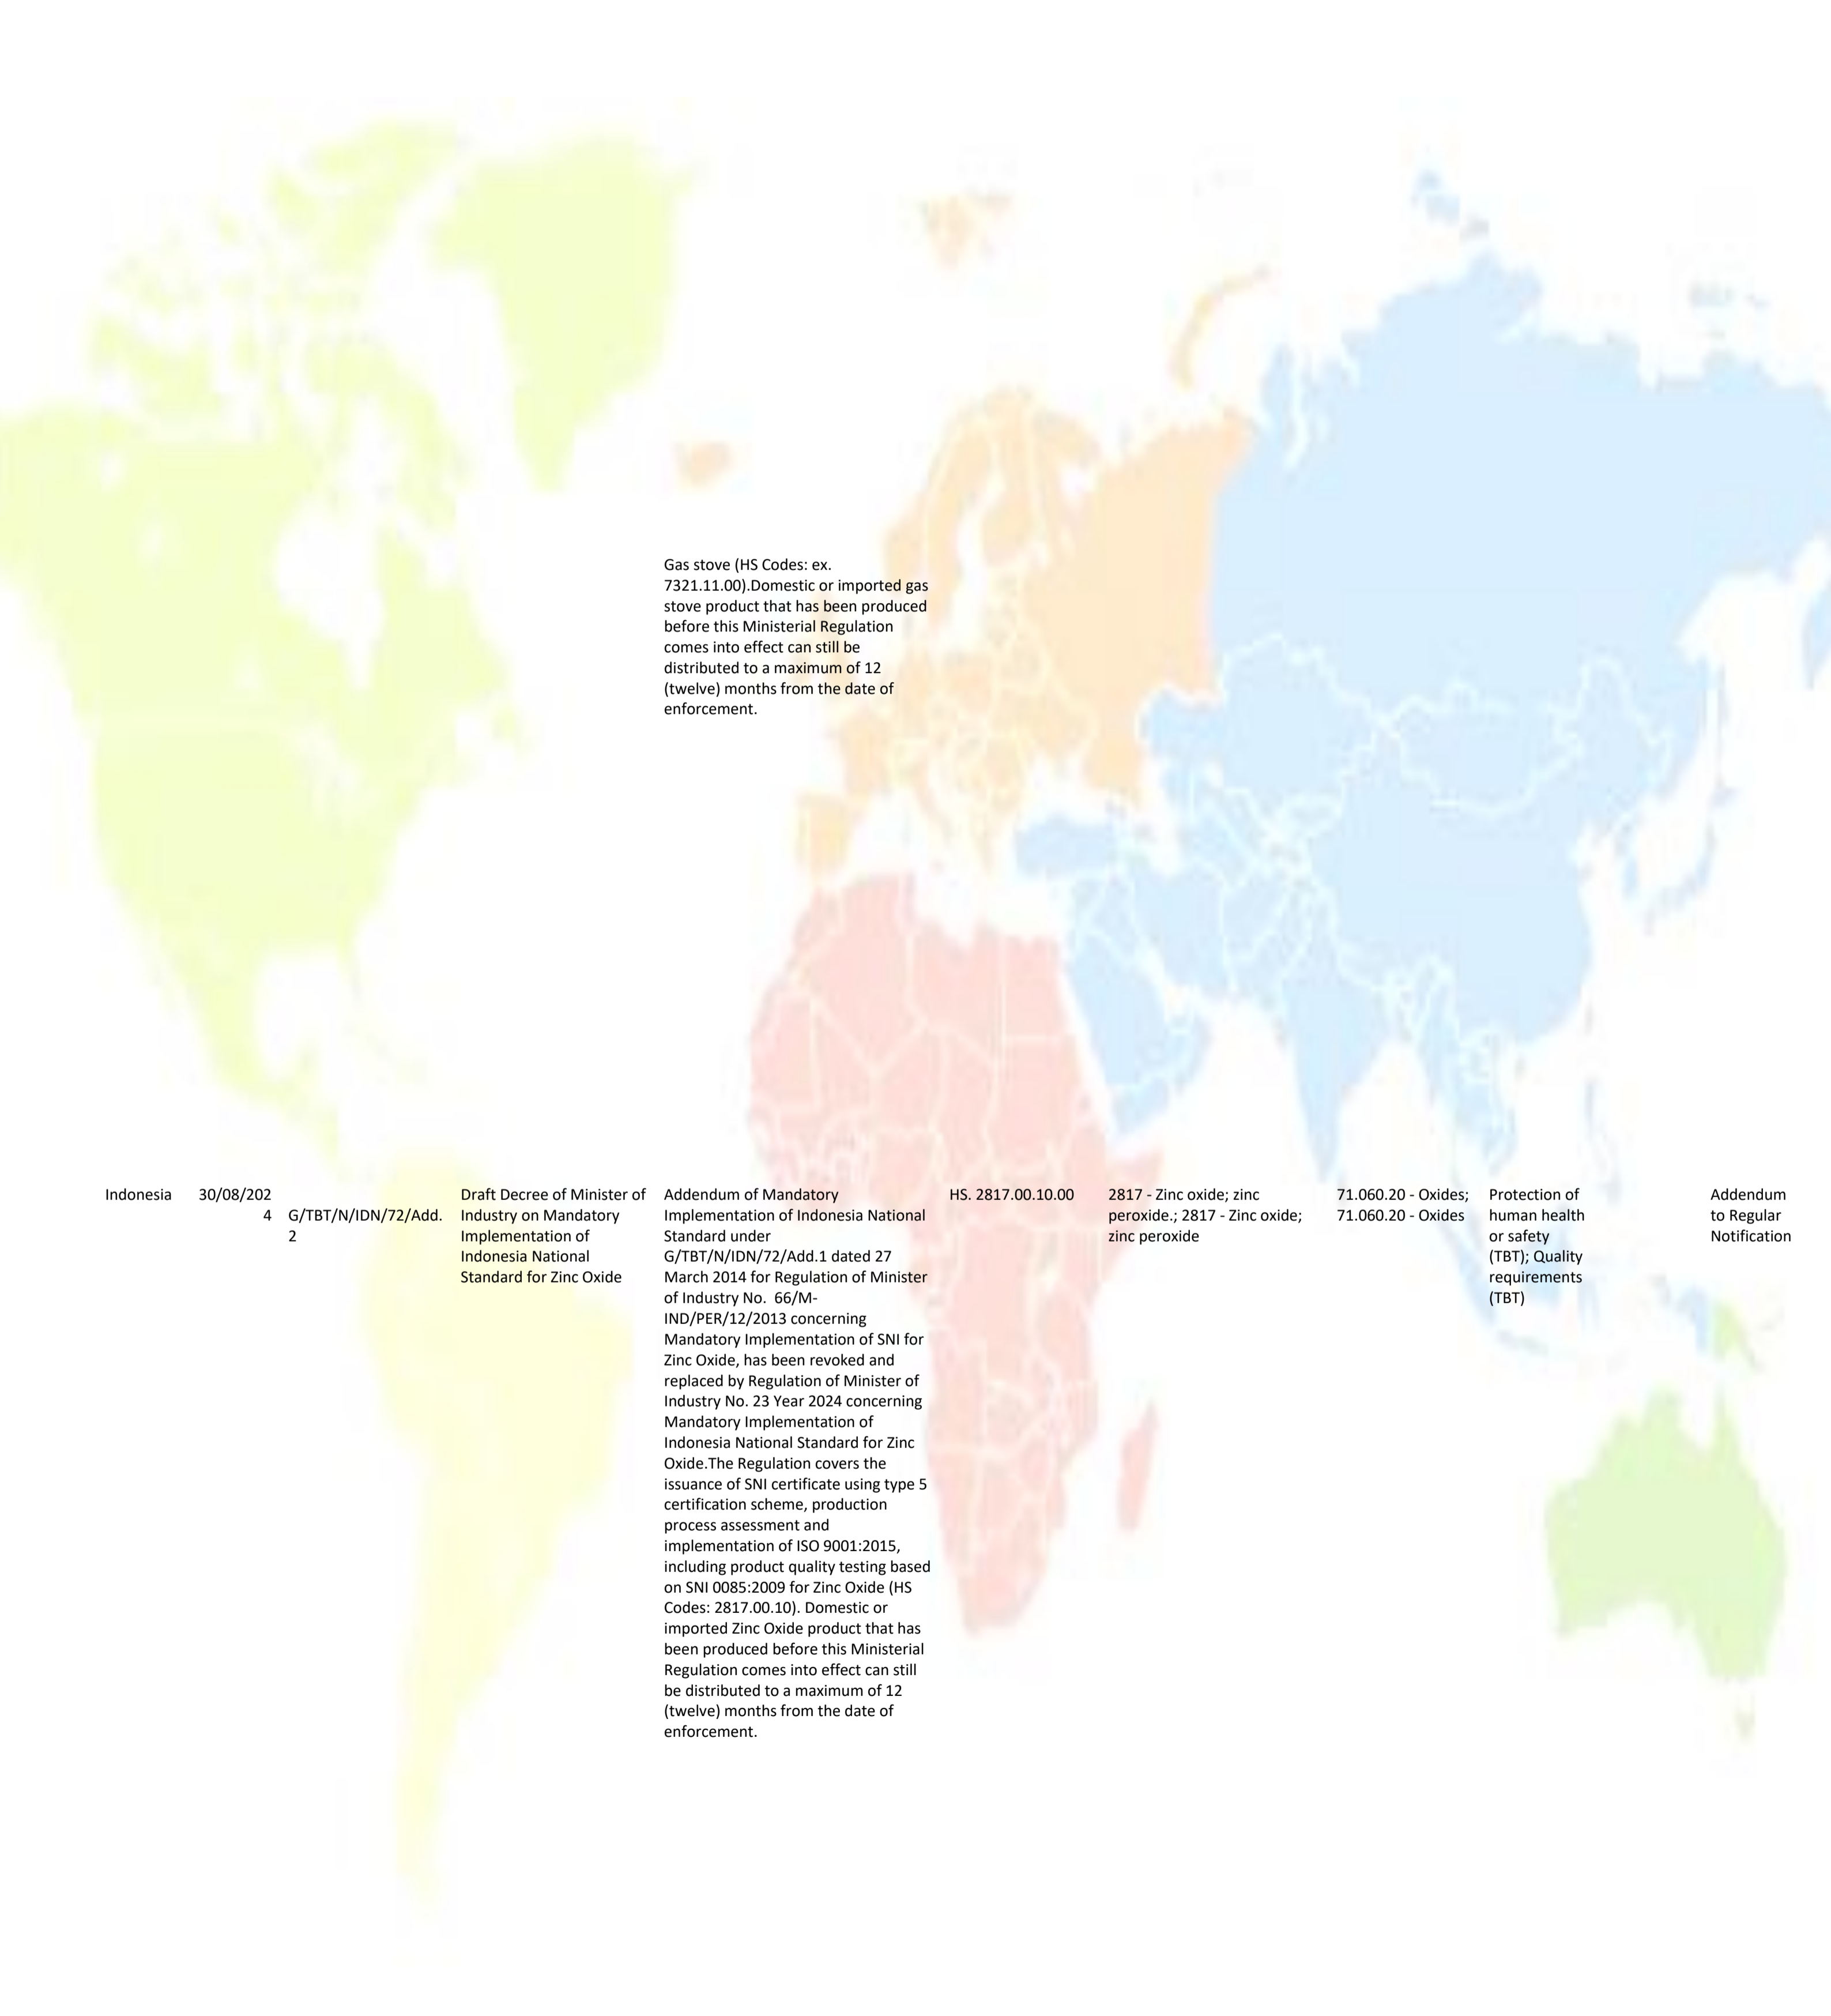 Gas stove (HS Codes: ex.
7321.11.00).Domestic or imported gas
stove product that has been produced
before this Ministerial Regulation
comes into effect can still be
distributed to a maximum of 12
(twelve) months from the date of
enforcement.
Indonesia
30/08/202
4
G/TBT/N/IDN/72/Add.
2
Draft Decree of Minister of
Industry on Mandatory
Implementation of
Indonesia National
Standard for Zinc Oxide
Addendum of Mandatory
Implementation of Indonesia National
Standard under
G/TBT/N/IDN/72/Add.1 dated 27
March 2014 for Regulation of Minister
of Industry No.  66/M-
IND/PER/12/2013 concerning
Mandatory Implementation of SNI for
Zinc Oxide, has been revoked and
replaced by Regulation of Minister of
Industry No. 23 Year 2024 concerning
Mandatory Implementation of
Indonesia National Standard for Zinc
Oxide.The Regulation covers the
issuance of SNI certificate using type 5
certification scheme, production
process assessment and
implementation of ISO 9001:2015,
including product quality testing based
on SNI 0085:2009 for Zinc Oxide (HS
Codes: 2817.00.10). Domestic or
imported Zinc Oxide product that has
been produced before this Ministerial
Regulation comes into effect can still
be distributed to a maximum of 12
(twelve) months from the date of
enforcement.
HS. 2817.00.10.00
2817 - Zinc oxide; zinc
peroxide.; 2817 - Zinc oxide;
zinc peroxide
71.060.20 - Oxides;
71.060.20 - Oxides
Protection of
human health
or safety
(TBT); Quality
requirements
(TBT)
Addendum
to Regular
Notification